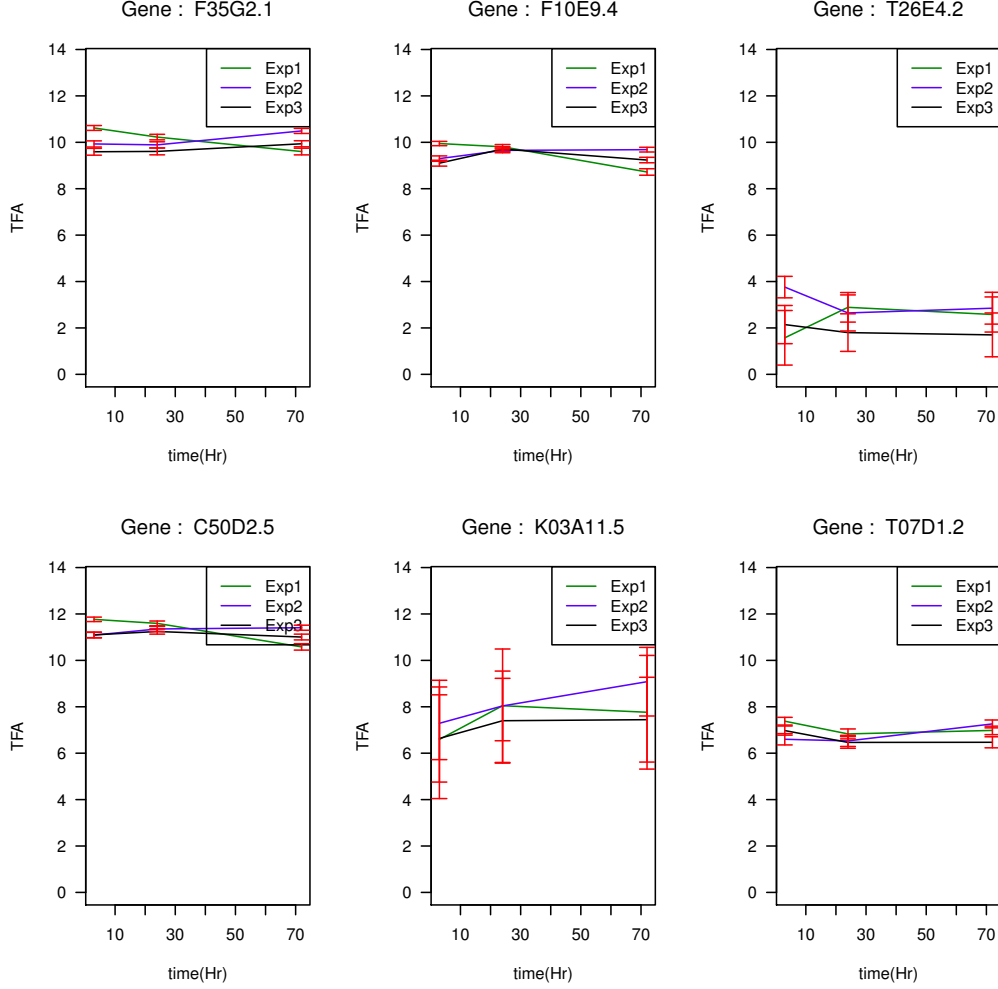 Gene :  F35G2.1
14
12
10
8
6
4
2
0
TFA
Exp1
Exp2
Exp3
10 30 50 70
time(Hr)
Gene :  F10E9.4
14
12
10
8
6
4
2
0
TFA
Exp1
Exp2
Exp3
10 30 50 70
time(Hr)
Gene :  T26E4.2
14
12
10
8
6
4
2
0
TFA
Exp1
Exp2
Exp3
10 30 50 70
time(Hr)
Gene :  C50D2.5
14
12
10
8
6
4
2
0
TFA
Exp1
Exp2
Exp3
10 30 50 70
time(Hr)
Gene :  K03A11.5
14
12
10
8
6
4
2
0
TFA
Exp1
Exp2
Exp3
10 30 50 70
time(Hr)
Gene :  T07D1.2
14
12
10
8
6
4
2
0
TFA
Exp1
Exp2
Exp3
10 30 50 70
time(Hr)